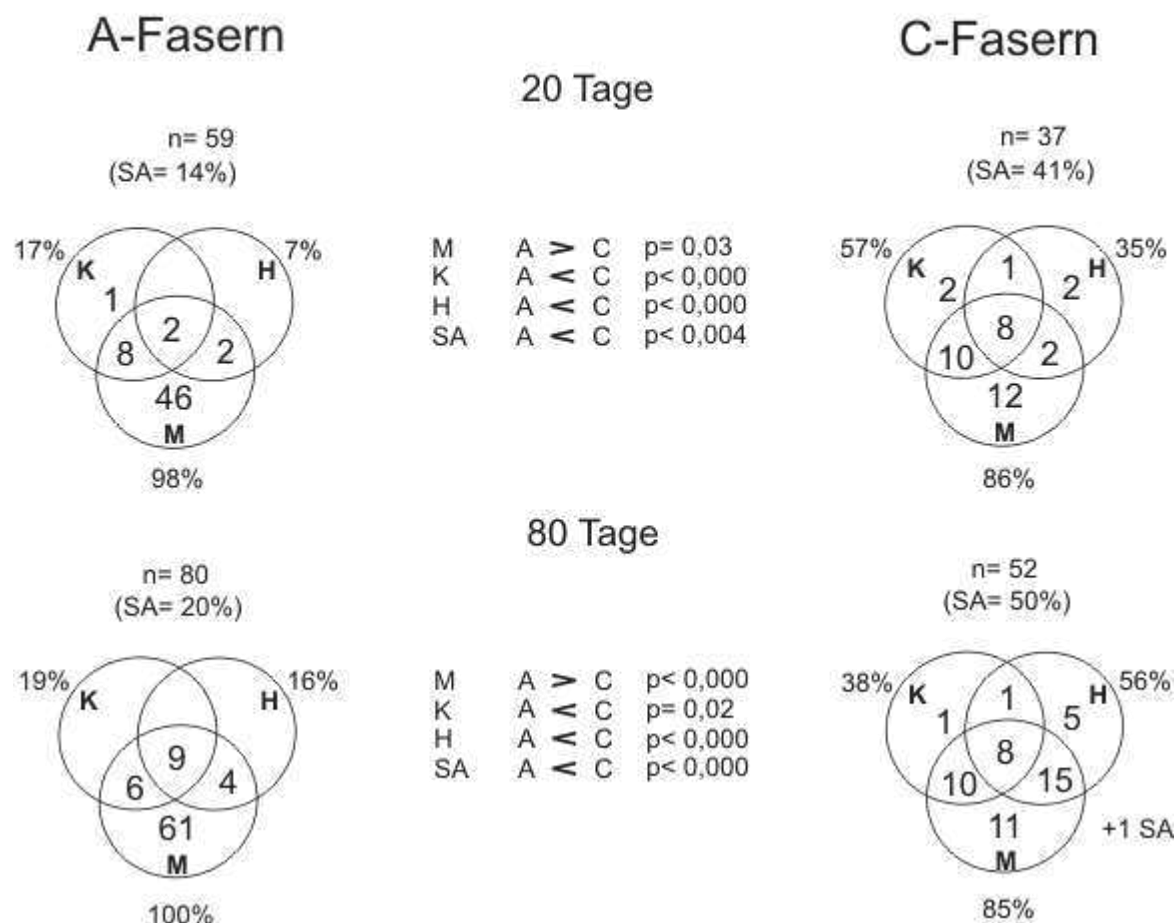 A-Fasern
C-Fasern
20 Tage
n= 59
(SA= 14%)
17%
K
H
7%
1
2
8
2
46
M
98%
M A > C p= 0,03
K A < C p< 0,000
H A < C p< 0,000
SA A < C p< 0,004
n= 37
(SA= 41%)
57%
K
H
35%
1
2
2
8
10
2
12
M
86%
80 Tage
n= 80
(SA= 20%)
19%
K
H
16%
9
6
4
61
M
100%
M A > C p< 0,000
K A < C p= 0,02
H A < C p< 0,000
SA A < C p< 0,000
n= 52
(SA= 50%)
38%
K
H
56%
1
1
5
8
10
15
11
M
+1 SA
85%